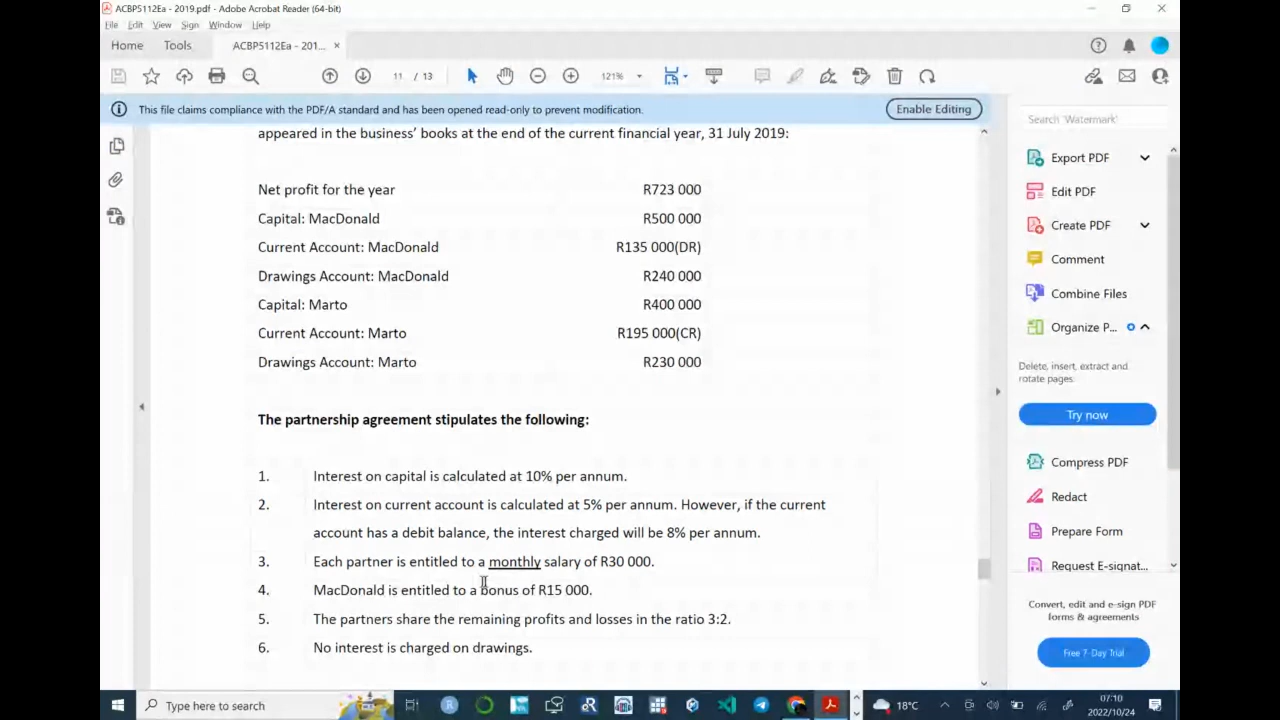 ACBP5112Ea - 2019.pdf - Adobe Acrobat Reader (64-bit)
File Edit View Sign Window Help
Home Tools ACBP5112Ea - 201... ×
11 / 13 121%
This file claims compliance with the PDF/A standard and has been opened read-only to prevent modification. Enable Editing
appeared in the business' books at the end of the current financial year, 31 July 2019:
Net profit for the year R723 000
Capital: MacDonald R500 000
Current Account: MacDonald R135 000(DR)
Drawings Account: MacDonald R240 000
Capital: Marto R400 000
Current Account: Marto R195 000(CR)
Drawings Account: Marto R230 000
The partnership agreement stipulates the following:
1. Interest on capital is calculated at 10% per annum.
2. Interest on current account is calculated at 5% per annum. However, if the current
account has a debit balance, the interest charged will be 8% per annum.
3. Each partner is entitled to a monthly salary of R30 000.
4. MacDonald is entitled to a bonus of R15 000.
5. The partners share the remaining profits and losses in the ratio 3:2.
6. No interest is charged on drawings.
Search 'Watermark'
Export PDF
Edit PDF
Create PDF
Comment
Combine Files
Organize P...
Delete, insert, extract and
rotate pages.
Try now
Compress PDF
Redact
Prepare Form
Request E-signat...
Convert, edit and e-sign PDF
forms & agreements
Free 7-Day Trial
Type here to search
18°C
07:10
2022/10/24